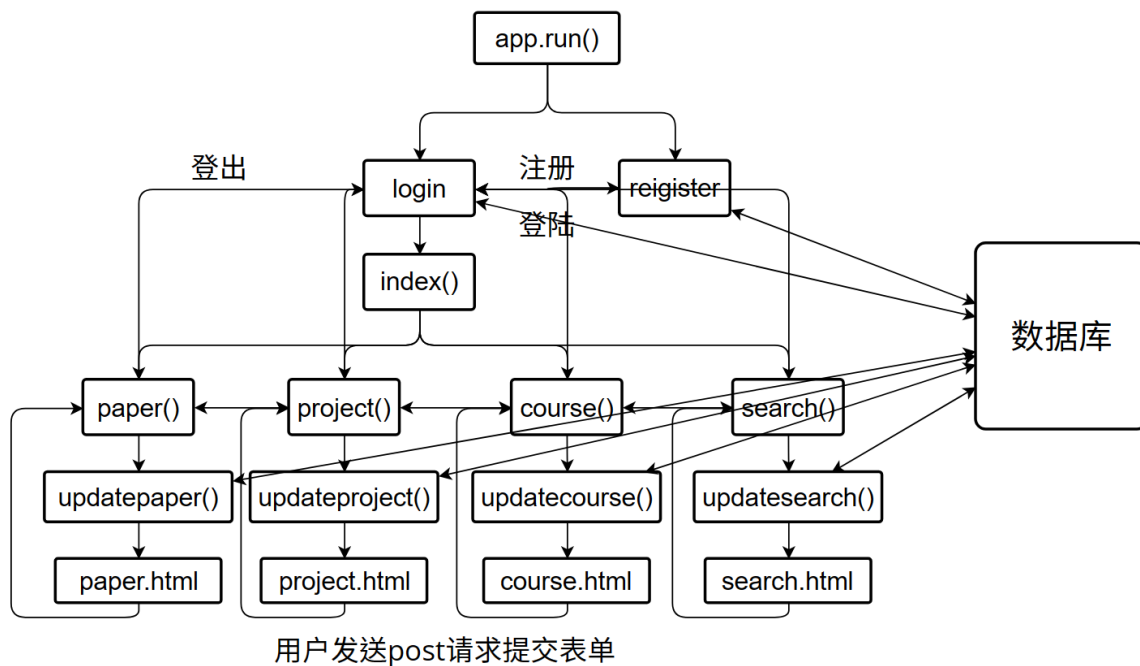 app.run()
登出
注册
login
reigister
登陆
index()
数据库
paper()
project()
course()
search()
updatepaper()
updateproject()
updatecourse()
updatesearch()
paper.html
project.html
course.html
search.html
用户发送post请求提交表单